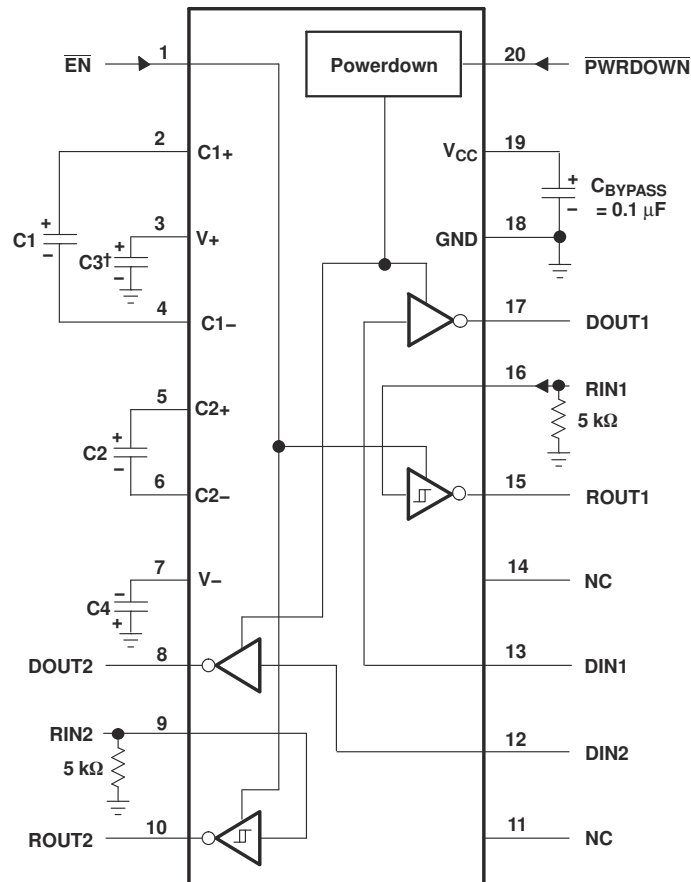 EN
1
2
C1+
C1
+
−
3
V+
C3†
+
−
4
C1−
5
C2+
C2
+
−
6
C2−
7
V−
C4
−
+
DOUT2
8
RIN2
9
5 kΩ
ROUT2
10
Powerdown
20
PWRDOWN
19
VCC
+
−
CBYPASS
= 0.1 μF
18
GND
17
DOUT1
16
RIN1
5 kΩ
15
ROUT1
14
NC
13
DIN1
12
DIN2
11
NC